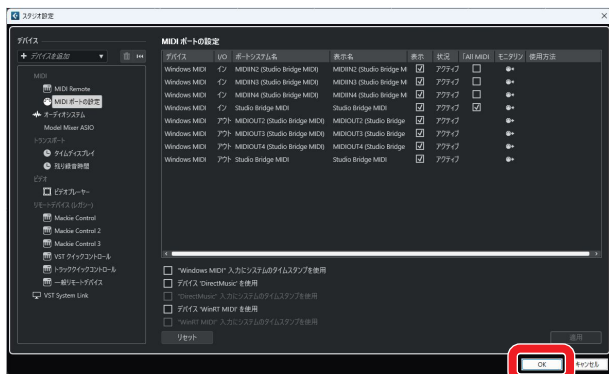 スタジオ設定
デバイス
デバイスを追加
MIDI
MIDI Remote
MIDI ポートの設定
オーディオシステム
Model Mixer ASIO
トランスポート
タイムディスプレイ
残り録音時間
ビデオ
ビデオプレーヤー
リモートデバイス (レガシー)
Mackie Control
Mackie Control 2
Mackie Control 3
VST クイックコントロール
トラッククイックコントロール
一般リモートデバイス
VST System Link
MIDI ポートの設定
デバイス I/O ポートシステム名 表示名 表示 状況 「All MIDI モニタリン 使用方法
Windows MIDI イン MIDIIN2 (Studio Bridge MIDI) MIDIIN2 (Studio Bridge M アクティブ
Windows MIDI イン MIDIIN3 (Studio Bridge MIDI) MIDIIN3 (Studio Bridge M アクティブ
Windows MIDI イン MIDIIN4 (Studio Bridge MIDI) MIDIIN4 (Studio Bridge M アクティブ
Windows MIDI イン Studio Bridge MIDI Studio Bridge MIDI アクティブ
Windows MIDI アウト MIDIOUT2 (Studio Bridge MIDI) MIDIOUT2 (Studio Bridge アクティブ
Windows MIDI アウト MIDIOUT3 (Studio Bridge MIDI) MIDIOUT3 (Studio Bridge アクティブ
Windows MIDI アウト MIDIOUT4 (Studio Bridge MIDI) MIDIOUT4 (Studio Bridge アクティブ
Windows MIDI アウト Studio Bridge MIDI Studio Bridge MIDI アクティブ
"Windows MIDI" 入力にシステムのタイムスタンプを使用
デバイス 'DirectMusic' を使用
"DirectMusic" 入力にシステムのタイムスタンプを使用
デバイス 'WinRT MIDI' を使用
"WinRT MIDI" 入力にシステムのタイムスタンプを使用
リセット
適用
OK
キャンセル